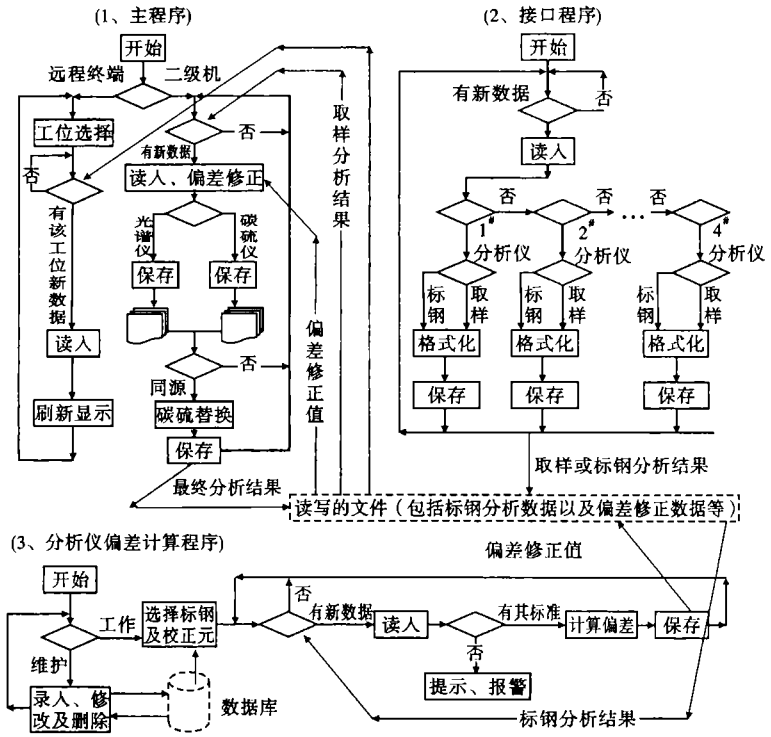 (1、主程序)
开始
远程终端
二级机
工位选择
否
有该工位新数据
读入
刷新显示
否
有新数据
读入、偏差修正
光谱仪
碳硫仪
保存
保存
否
同源
碳硫替换
保存
最终分析结果
偏差修正值
取样分析结果
(2、接口程序)
开始
有新数据
否
读入
否
否
否
1#
2#
…
4#
分析仪
分析仪
分析仪
标钢
取样
标钢
取样
标钢
取样
格式化
格式化
格式化
保存
保存
保存
取样或标钢分析结果
读写的文件（包括标钢分析数据以及偏差修正数据等）
偏差修正值
(3、分析仪偏差计算程序)
开始
工作
维护
选择标钢
及校正元
录入、修
改及删除
数据库
否
有新数据
读入
有其标准
否
计算偏差
保存
提示、报警
标钢分析结果